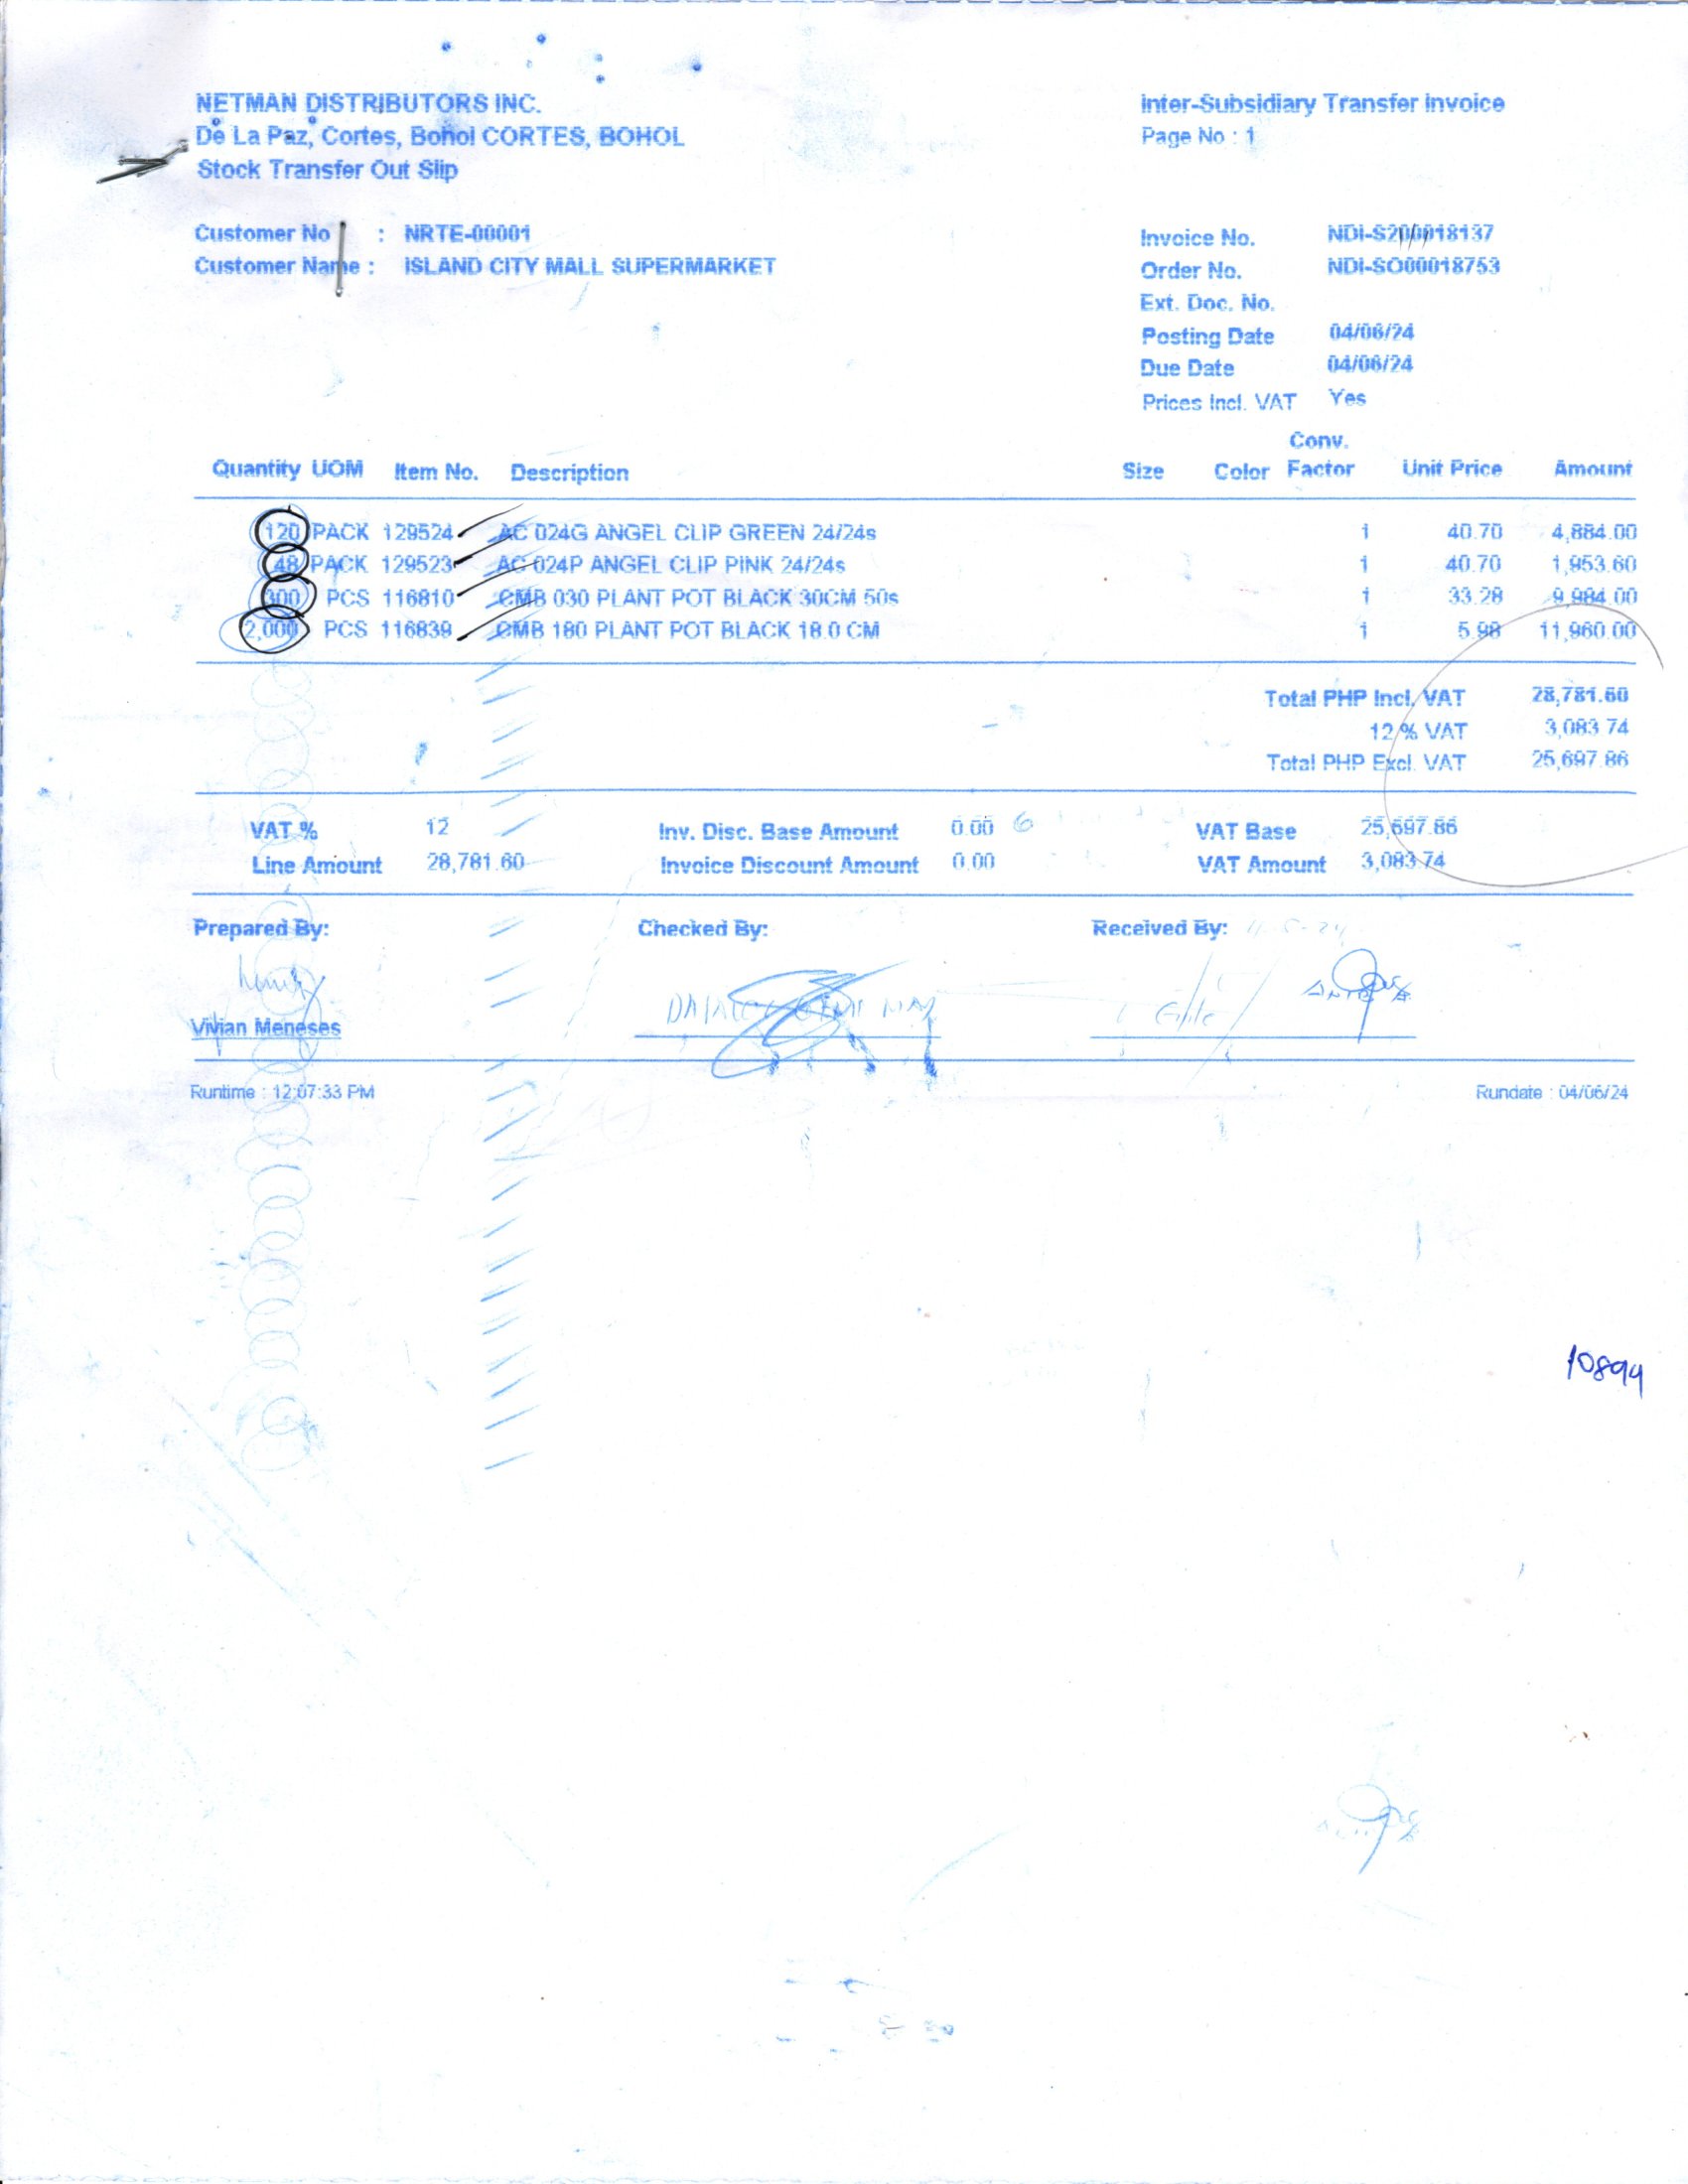 NETMAN DISTRIBUTORS INC.
De La Paz, Cortes, Bohol CORTES, BOHOL
Stock Transfer Out Slip
Inter-Subsidiary Transfer Invoice
Page No : 1
Customer No : NRTE-00001
Customer Name : ISLAND CITY MALL SUPERMARKET
Invoice No. NDI-S200018137
Order No. NDI-SO00018753
Ext. Doc. No.
Posting Date 04/06/24
Due Date 04/06/24
Prices Incl. VAT Yes
Quantity UOM Item No. Description Size Color Conv. Factor Unit Price Amount
120 PACK 129524 AC 024G ANGEL CLIP GREEN 24/24s 1 40.70 4,884.00
48 PACK 129523 AC 024P ANGEL CLIP PINK 24/24s 1 40.70 1,953.60
300 PCS 116810 CMB 030 PLANT POT BLACK 30CM 50s 1 33.28 9,984.00
2,000 PCS 116839 CMB 180 PLANT POT BLACK 18.0 CM 1 5.98 11,960.00
Total PHP Incl. VAT 28,781.60
12 % VAT 3,083.74
Total PHP Excl. VAT 25,697.86
VAT % 12 Inv. Disc. Base Amount 0.00 VAT Base 25,697.86
Line Amount 28,781.60 Invoice Discount Amount 0.00 VAT Amount 3,083.74
Prepared By: Checked By: Received By:
Vivian Meneses
Runtime : 12:07:33 PM Rundate : 04/06/24
10894